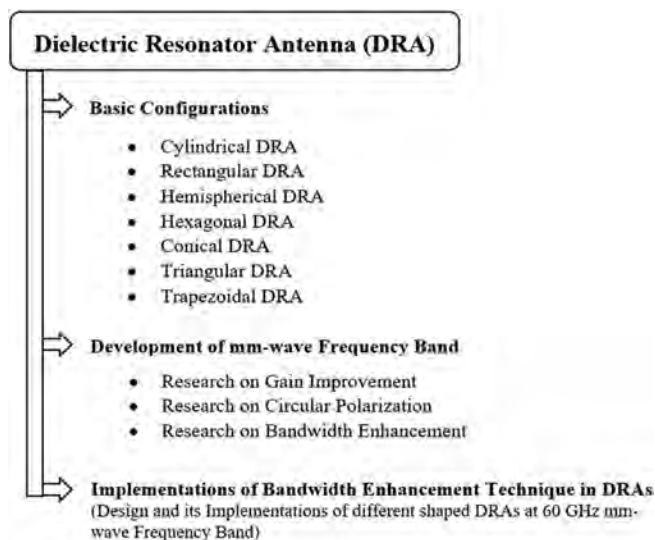 Dielectric Resonator Antenna (DRA)
Basic Configurations
• Cylindrical DRA
• Rectangular DRA
• Hemispherical DRA
• Hexagonal DRA
• Conical DRA
• Triangular DRA
• Trapezoidal DRA
Development of mm-wave Frequency Band
• Research on Gain Improvement
• Research on Circular Polarization
• Research on Bandwidth Enhancement
Implementations of Bandwidth Enhancement Technique in DRAs
(Design and its Implementations of different shaped DRAs at 60 GHz mm-
wave Frequency Band)